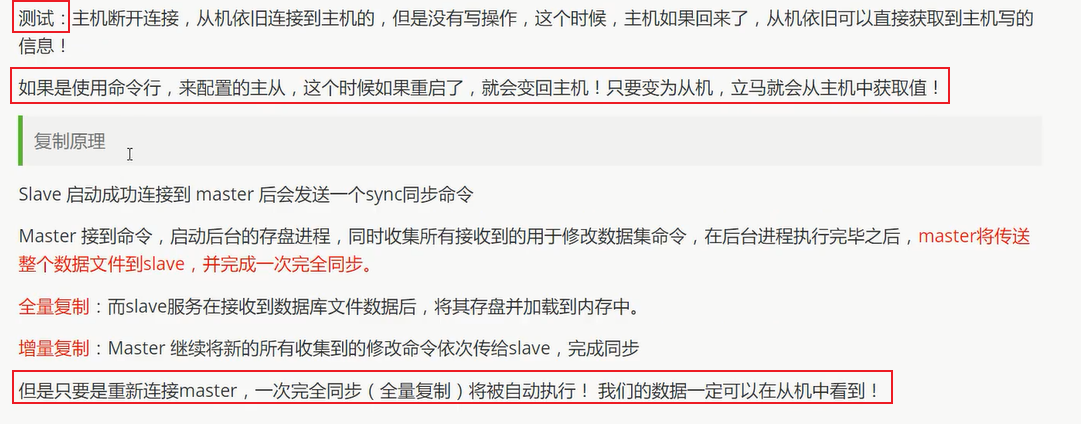 测试：主机断开连接，从机依旧连接到主机的，但是没有写操作，这个时候，主机如果回来了，从机依旧可以直接获取到主机写的
信息！
如果是使用命令行，来配置的主从，这个时候如果重启了，就会变回主机！只要变为从机，立马就会从主机中获取值！
复制原理
Slave 启动成功连接到 master 后会发送一个sync同步命令
Master 接到命令，启动后台的存盘进程，同时收集所有接收到的用于修改数据集命令，在后台进程执行完毕之后，master将传送
整个数据文件到slave，并完成一次完全同步。
全量复制：而slave服务在接收到数据库文件数据后，将其存盘并加载到内存中。
增量复制：Master 继续将新的所有收集到的修改命令依次传给slave，完成同步
但是只要是重新连接master，一次完全同步（全量复制）将被自动执行！ 我们的数据一定可以在从机中看到！